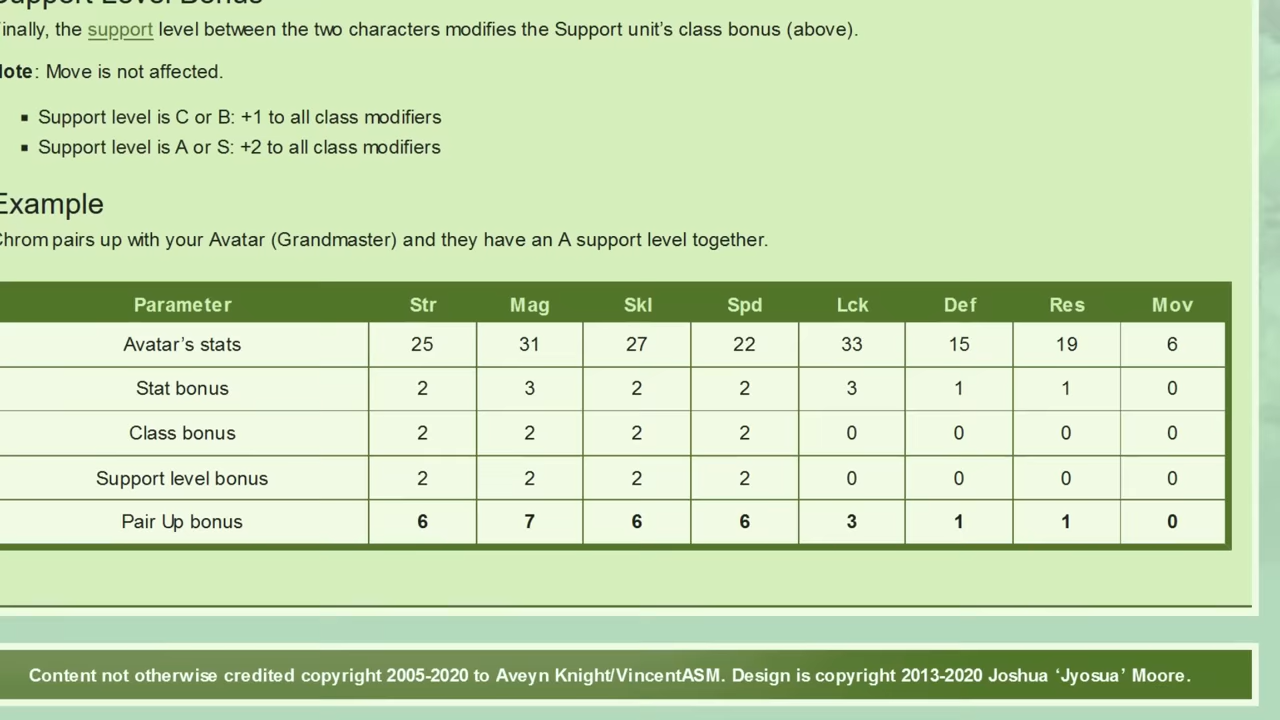 Support Level Bonus
Finally, the support level between the two characters modifies the Support unit's class bonus (above).
Note: Move is not affected.
▪ Support level is C or B: +1 to all class modifiers
▪ Support level is A or S: +2 to all class modifiers
Example
Chrom pairs up with your Avatar (Grandmaster) and they have an A support level together.
Parameter Str Mag Skl Spd Lck Def Res Mov
Avatar's stats 25 31 27 22 33 15 19 6
Stat bonus 2 3 2 2 3 1 1 0
Class bonus 2 2 2 2 0 0 0 0
Support level bonus 2 2 2 2 0 0 0 0
Pair Up bonus 6 7 6 6 3 1 1 0
Content not otherwise credited copyright 2005-2020 to Aveyn Knight/VincentASM. Design is copyright 2013-2020 Joshua ‘Jyosua’ Moore.